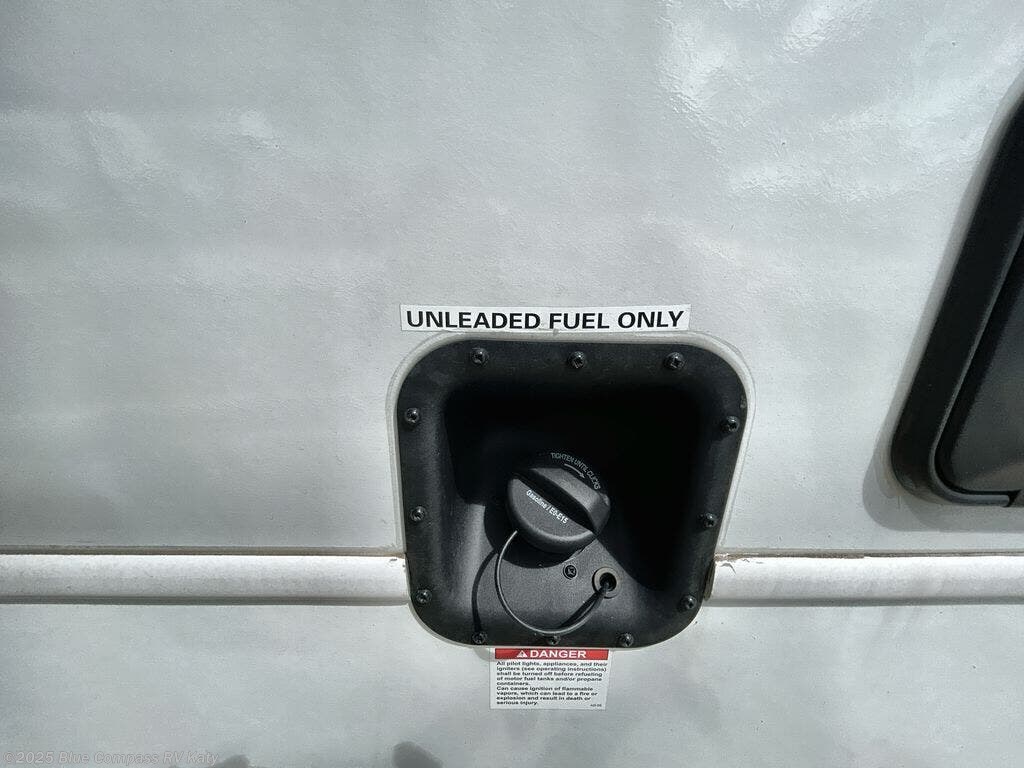 UNLEADED FUEL ONLY
TIGHTEN UNTIL CLICKS
Gasoline / E0-E15
DANGER
All pilot lights, appliances, and their
igniters (see operating instructions)
shall be turned off before refueling
of motor fuel tanks and/or propane
containers.
Can cause ignition of flammable
vapors, which can lead to a fire or
explosion and result in death or
serious injury.
©2025 Blue Compass RV Katy